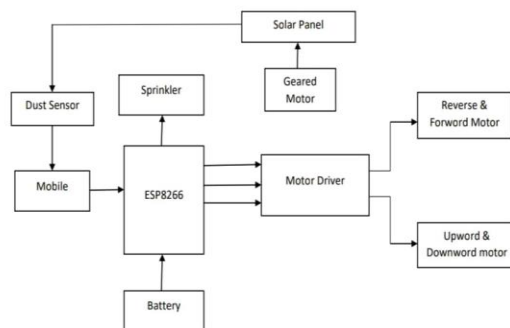 Solar Panel
Geared
Motor
Sprinkler
Dust Sensor
Reverse &
Forword Motor
Mobile
ESP8266
Motor Driver
Upword &
Downword motor
Battery